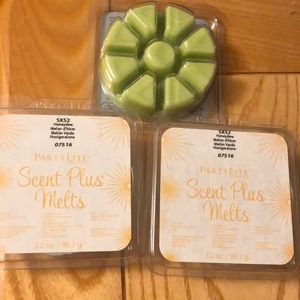 SX52
Honeydew
Melon d'hiver
Melón Verde
Honigmelone
07516
PARTYLITE
Scent Plus
Melts
3.2 oz / 90.7 g
SX52
Honeydew
Melon d'hiver
Melón Verde
Honigmelone
07516
PARTYLITE
Scent Plus
Melts
3.2 oz / 90.7 g